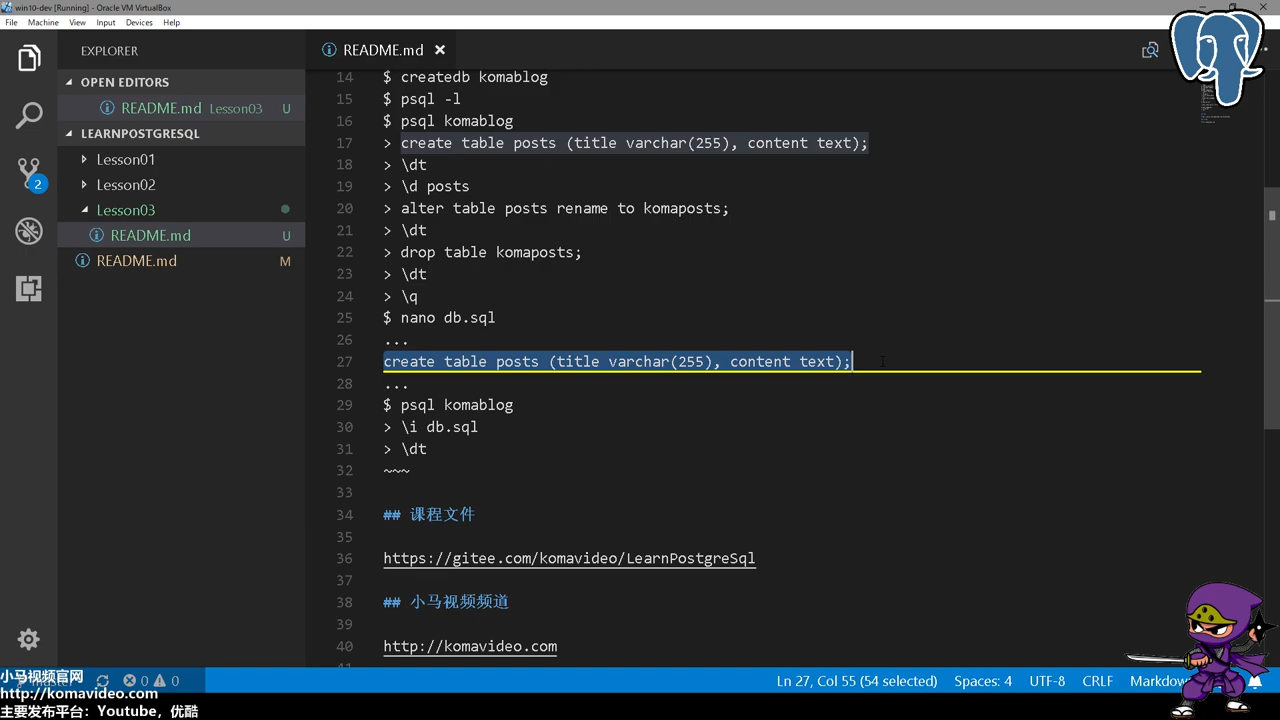 win10-dev [Running] - Oracle VM VirtualBox
File Machine View Input Devices Help
EXPLORER
README.md
OPEN EDITORS
README.md Lesson03 U
LEARNPOSTGRESQL
Lesson01
Lesson02
Lesson03
README.md U
README.md M
2
14 $ createdb komablog
15 $ psql -l
16 $ psql komablog
17 > create table posts (title varchar(255), content text);
18 > \dt
19 > \d posts
20 > alter table posts rename to komaposts;
21 > \dt
22 > drop table komaposts;
23 > \dt
24 > \q
25 $ nano db.sql
26 ...
27 create table posts (title varchar(255), content text);
28 ...
29 $ psql komablog
30 > \i db.sql
31 > \dt
32 ~~~
33
34 ## 课程文件
35
36 https://gitee.com/komavideo/LearnPostgreSql
37
38 ## 小马视频频道
39
40 http://komavideo.com
小马视频官网
http://komavideo.com
主要发布平台：Youtube，优酷
0 0
Ln 27, Col 55 (54 selected) Spaces: 4 UTF-8 CRLF